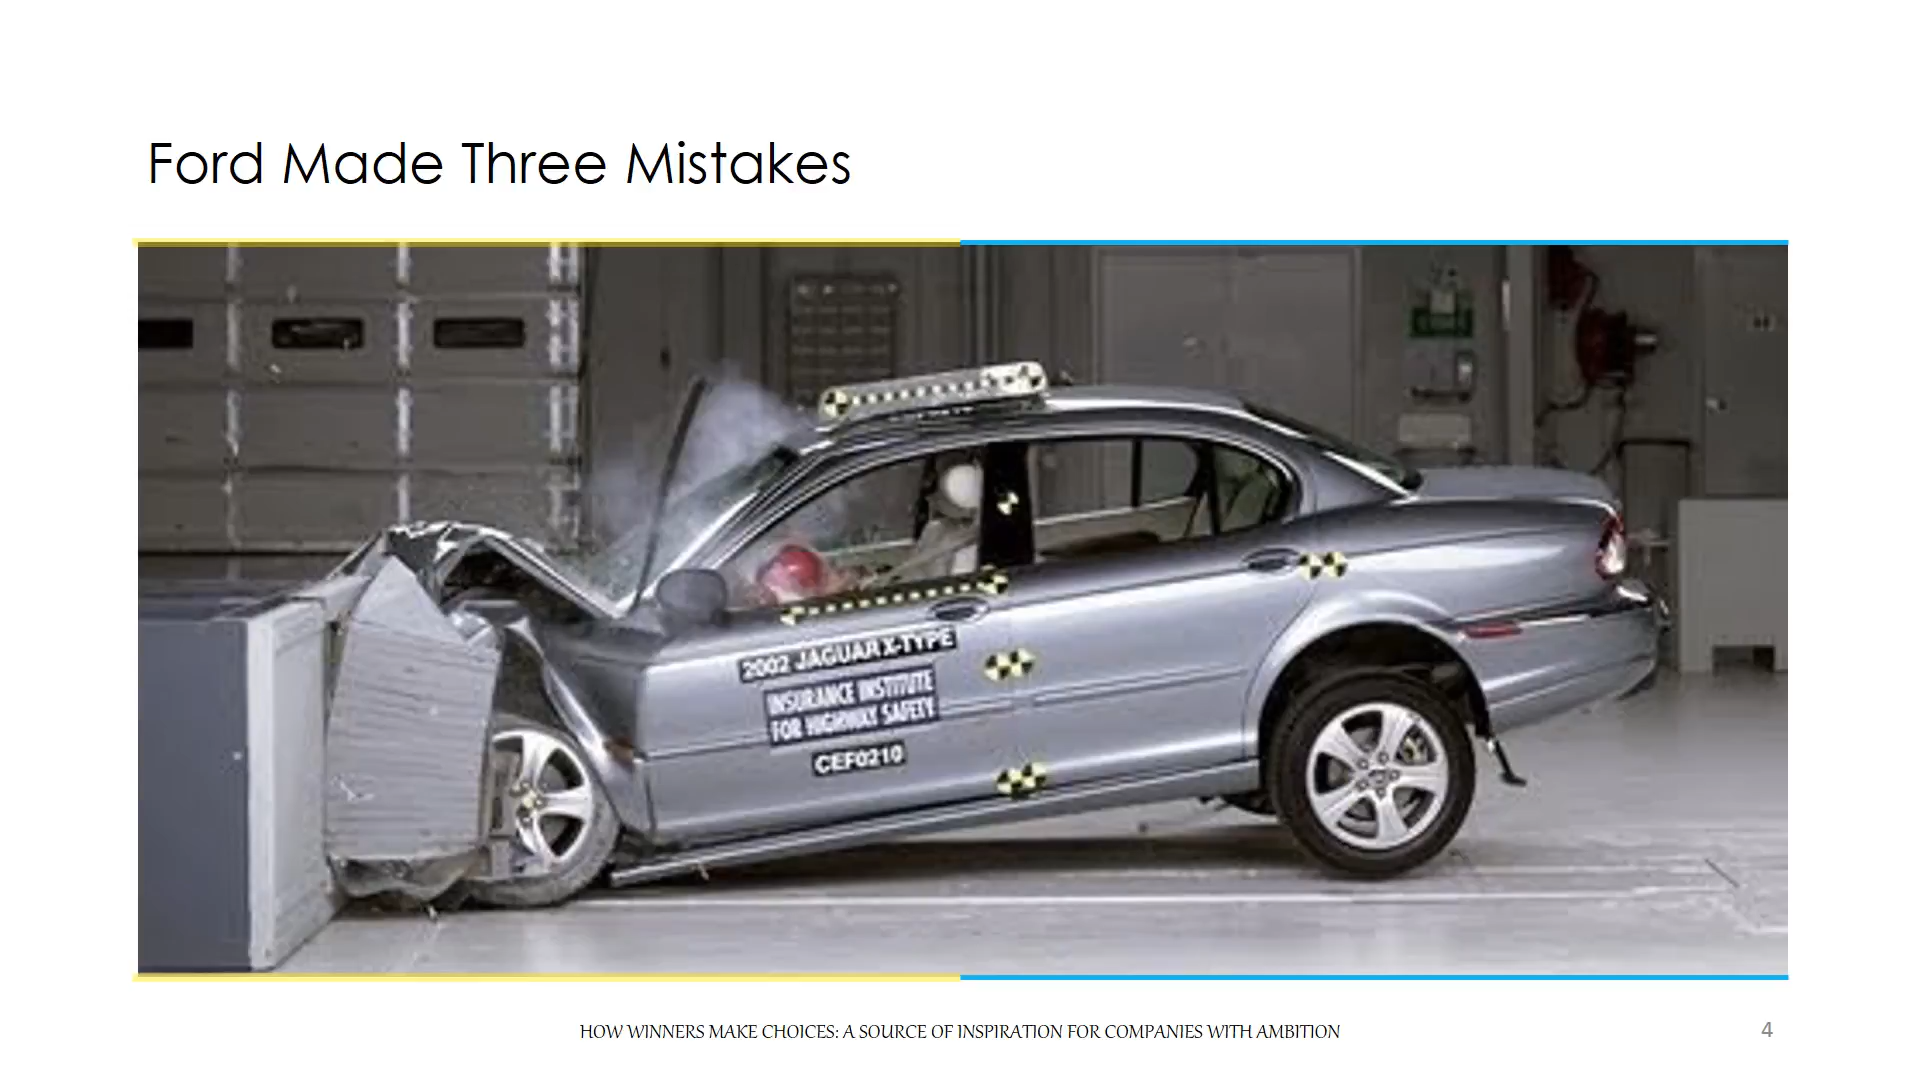 Ford Made Three Mistakes
2002 JAGUAR X-TYPE
INSURANCE INSTITUTE
FOR HIGHWAY SAFETY
CEF0210
HOW WINNERS MAKE CHOICES: A SOURCE OF INSPIRATION FOR COMPANIES WITH AMBITION
4